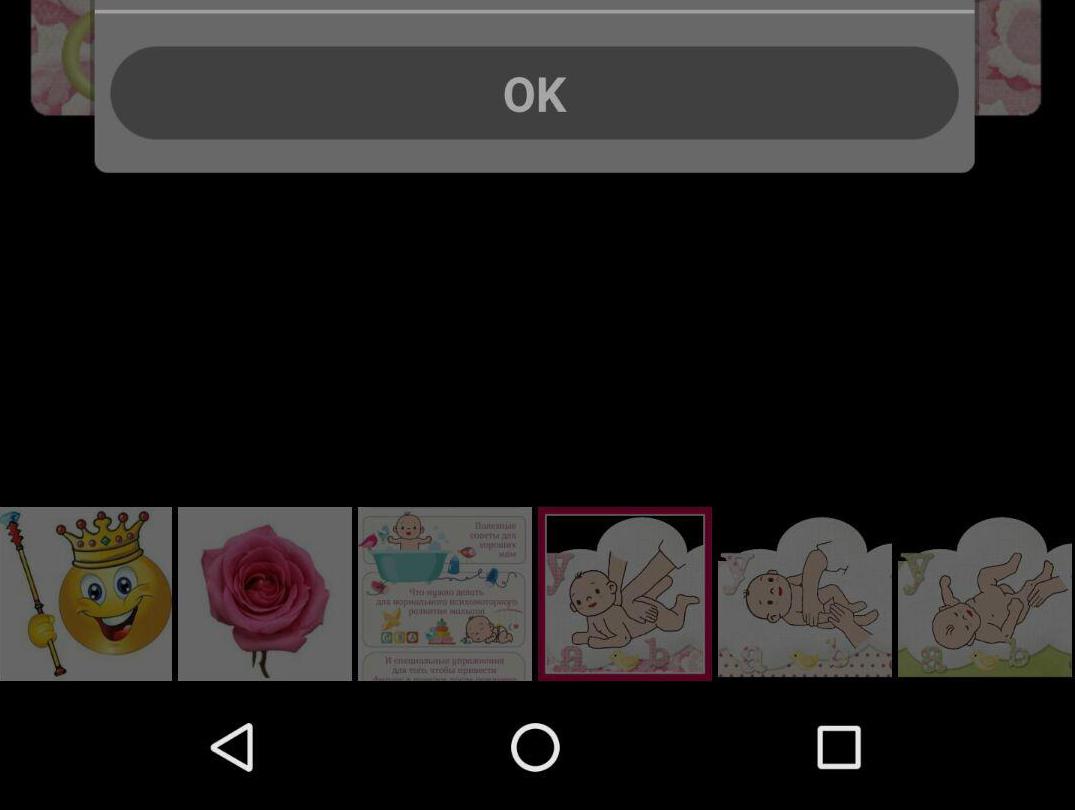 OK
Полезные
советы для
хороших
мам
Что нужно делать
для нормального психомоторного
развития малыша
И специальные упражнения
для того, чтобы привести